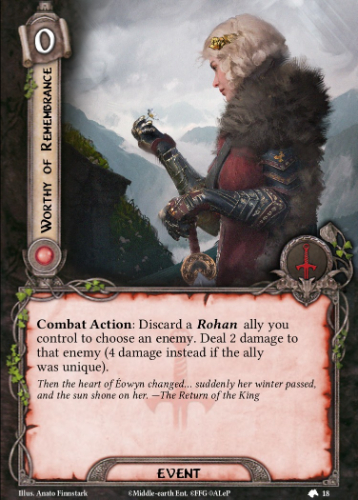 0
WORTHY OF REMEMBRANCE
Combat Action: Discard a Rohan ally you
control to choose an enemy. Deal 2 damage to
that enemy (4 damage instead if the ally
was unique).
Then the heart of Éowyn changed... suddenly her winter passed,
and the sun shone on her. —The Return of the King
EVENT
Illus. Anato Finnstark ©Middle-earth Ent. ©FFG ©ALeP 18